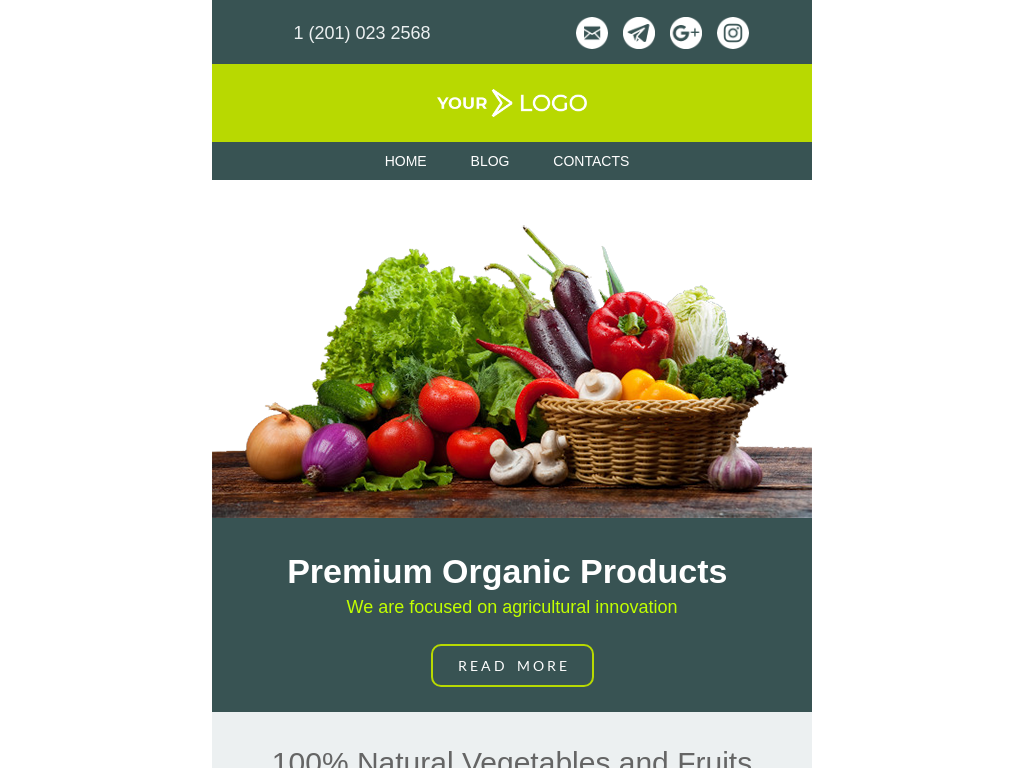 1 (201) 023 2568
YOUR LOGO
HOME BLOG CONTACTS
Premium Organic Products
We are focused on agricultural innovation
READ MORE
100% Natural Vegetables and Fruits